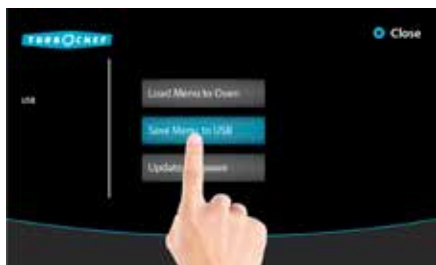 TURBOCHEF
Close
USB
Load Menu to Oven
Save Menu to USB
Update